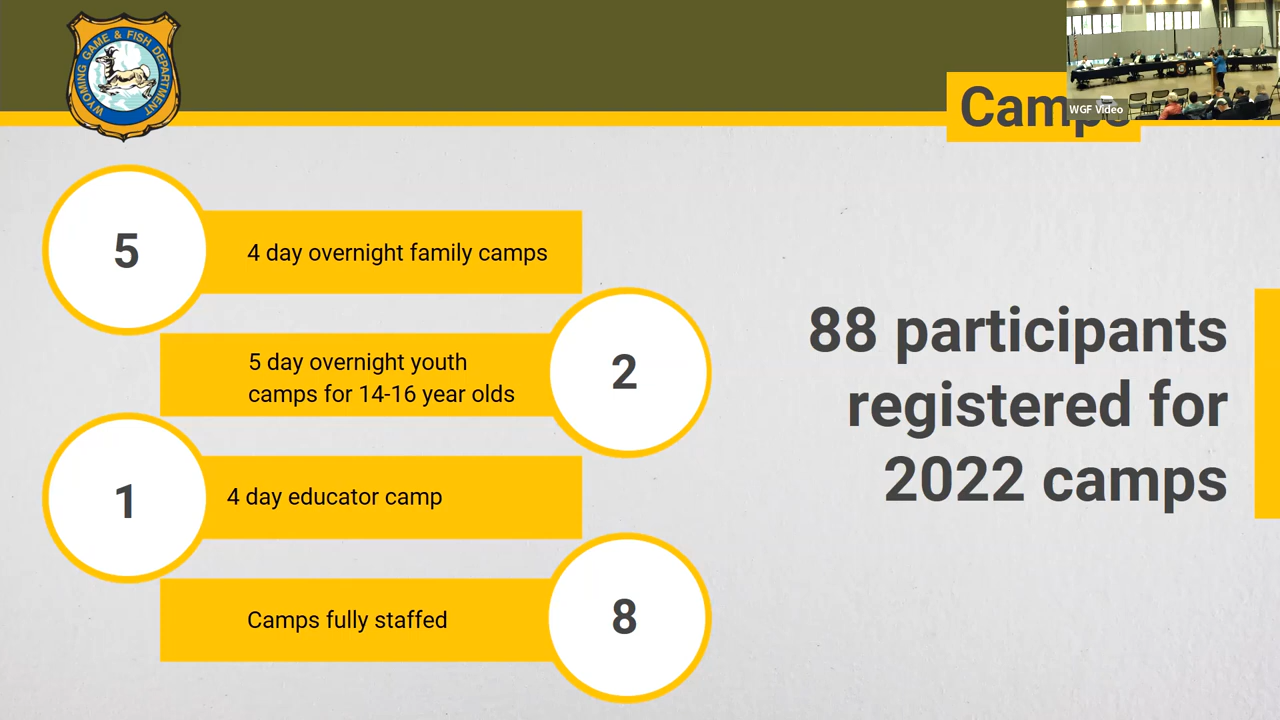 WYOMING GAME & FISH DEPARTMENT
Camps
WGF Video
5
4 day overnight family camps
5 day overnight youth
camps for 14-16 year olds
2
1
4 day educator camp
Camps fully staffed
8
88 participants
registered for
2022 camps